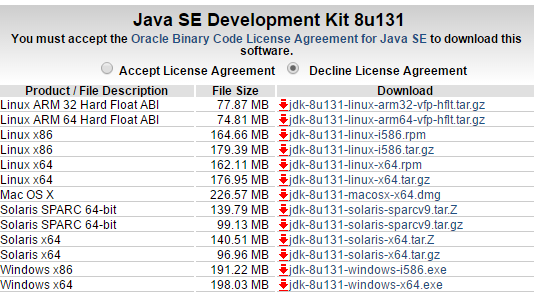 Java SE Development Kit 8u131
You must accept the Oracle Binary Code License Agreement for Java SE to download this
software.
Accept License Agreement Decline License Agreement
Product / File Description File Size Download
Linux ARM 32 Hard Float ABI 77.87 MB jdk-8u131-linux-arm32-vfp-hflt.tar.gz
Linux ARM 64 Hard Float ABI 74.81 MB jdk-8u131-linux-arm64-vfp-hflt.tar.gz
Linux x86 164.66 MB jdk-8u131-linux-i586.rpm
Linux x86 179.39 MB jdk-8u131-linux-i586.tar.gz
Linux x64 162.11 MB jdk-8u131-linux-x64.rpm
Linux x64 176.95 MB jdk-8u131-linux-x64.tar.gz
Mac OS X 226.57 MB jdk-8u131-macosx-x64.dmg
Solaris SPARC 64-bit 139.79 MB jdk-8u131-solaris-sparcv9.tar.Z
Solaris SPARC 64-bit 99.13 MB jdk-8u131-solaris-sparcv9.tar.gz
Solaris x64 140.51 MB jdk-8u131-solaris-x64.tar.Z
Solaris x64 96.96 MB jdk-8u131-solaris-x64.tar.gz
Windows x86 191.22 MB jdk-8u131-windows-i586.exe
Windows x64 198.03 MB jdk-8u131-windows-x64.exe